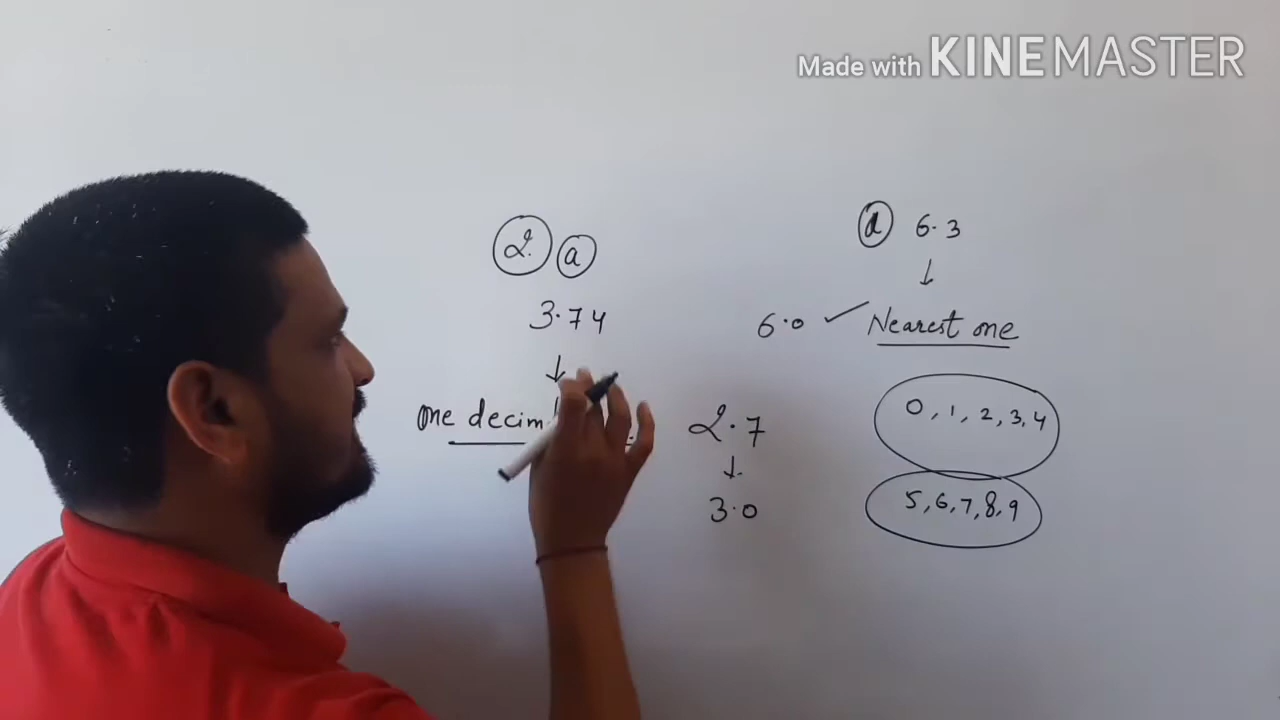 Made with KINEMASTER
2. a
3.74
↓
One
d 6.3
↓
6.0 ✓ Nearest one
2.7
↓
3.0
0, 1, 2, 3, 4
5, 6, 7, 8, 9